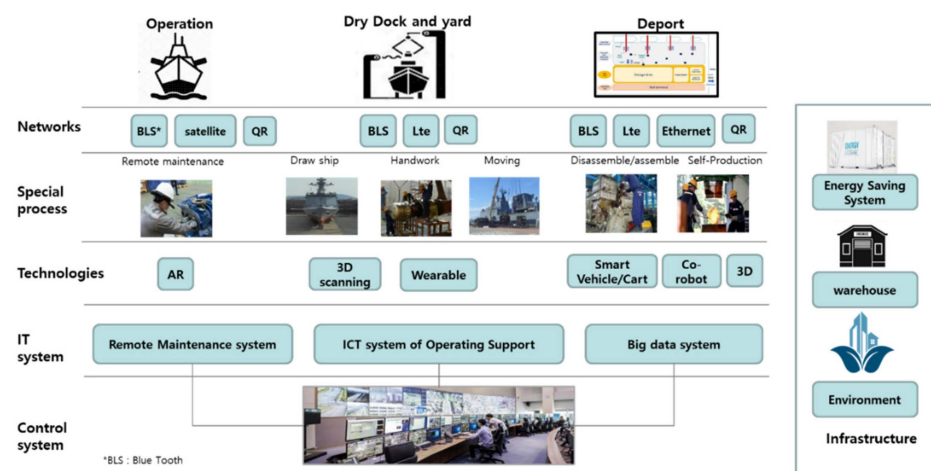 Operation
Dry Dock and yard
Deport
Networks
BLS*
satellite
QR
BLS
Lte
QR
BLS
Lte
Ethernet
QR
Remote maintenance
Draw ship
Handwork
Moving
Disassemble/assemble
Self-Production
Special
process
Technologies
AR
3D
scanning
Wearable
Smart
Vehicle/Cart
Co-
robot
3D
IT
system
Remote Maintenance system
ICT system of Operating Support
Big data system
Control
system
*BLS : Blue Tooth
Energy Saving
System
warehouse
Environment
Infrastructure